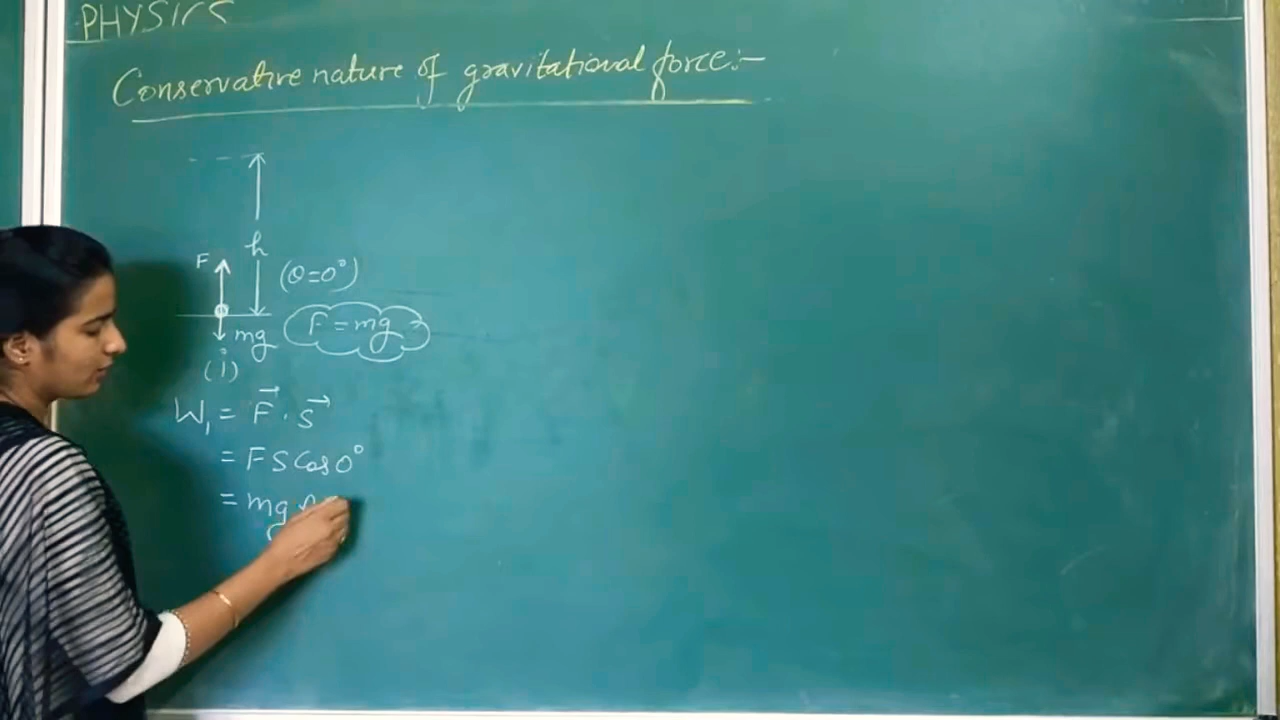 PHYSICS
Conservative nature of gravitational force:-
h
F
(θ=0°)
mg
F = mg
(i)
W₁ = F⃗ . s⃗
= F S Cos 0°
= mg